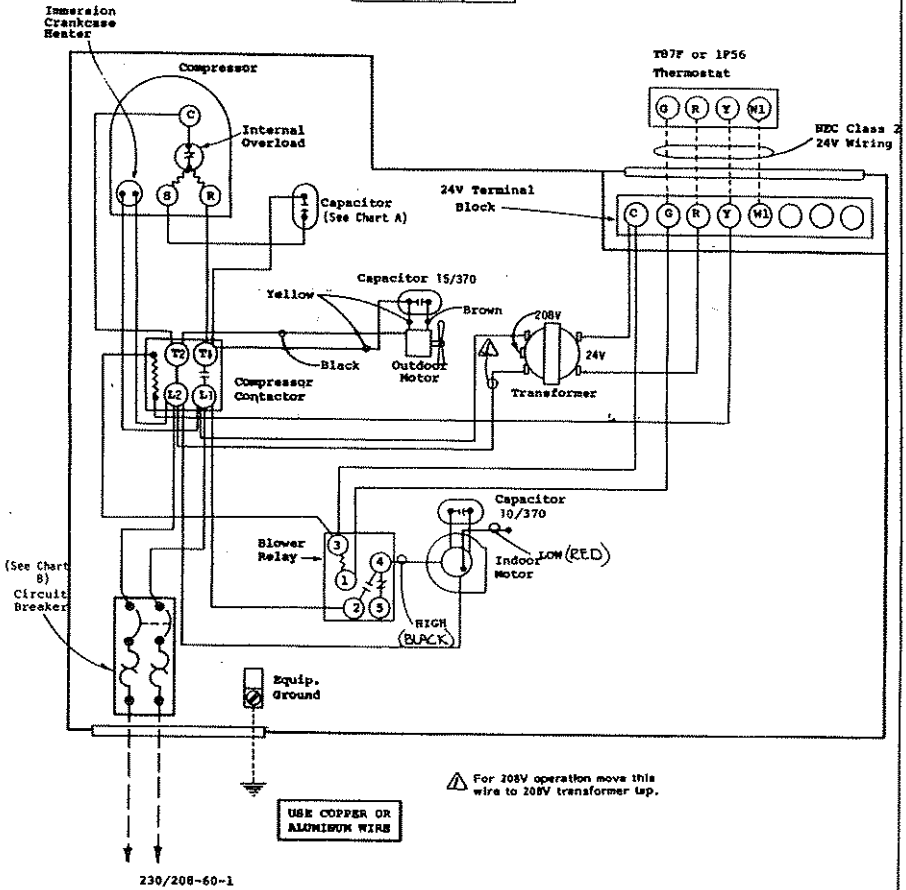 Immersion
Crankcase
Heater
Compressor
C
Internal
Overload
S
R
Capacitor
(See Chart A)
T87F or 1P56
Thermostat
G R Y W1
NEC Class 2
24V Wiring
24V Terminal
Block
C G R Y W1
Capacitor 15/370
Yellow
Brown
Black
Outdoor
Motor
208V
24V
Transformer
T2 T1
L2 L1
Compressor
Contactor
Capacitor
10/370
Blower
Relay
3
1
4
2 5
Indoor
Motor
LOW (RED)
HIGH
(BLACK)
(See Chart
B)
Circuit
Breaker
Equip.
Ground
For 208V operation move this
wire to 208V transformer tap.
USE COPPER OR
ALUMINUM WIRE
230/208-60-1